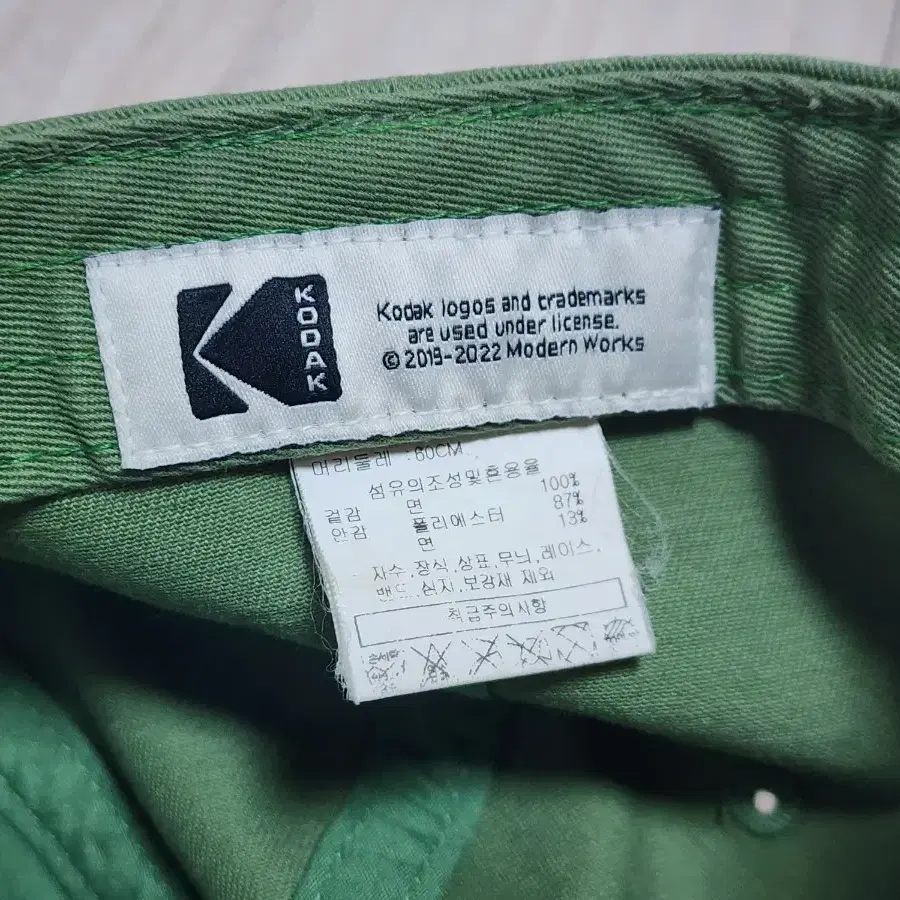 KODAK
Kodak logos and trademarks
are used under license.
© 2019-2022 Modern Works
머리둘레 :60CM
섬유의조성및혼용율
겉감 면 100%
안감 폴리에스터 87%
면 13%
자수,장식,상표,무늬,레이스,
밴드,심지,보강재 제외
취급주의사항